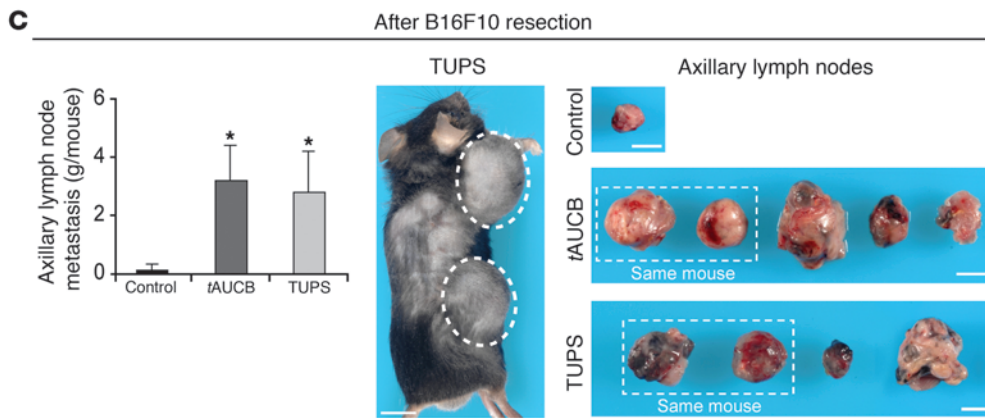 C
After B16F10 resection
Axillary lymph node
metastasis (g/mouse)
6
4
2
0
*
*
Control
tAUCB
TUPS
TUPS
Axillary lymph nodes
Control
tAUCB
Same mouse
TUPS
Same mouse